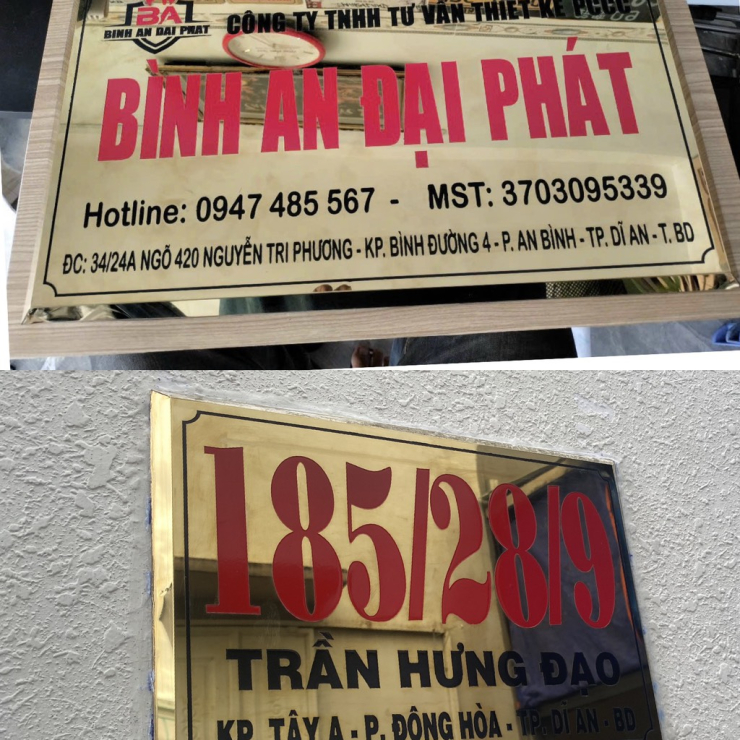 BA
BÌNH AN ĐẠI PHÁT
CÔNG TY TNHH TƯ VẤN THIẾT KẾ PCCC
BÌNH AN ĐẠI PHÁT
Hotline: 0947 485 567 - MST: 3703095339
ĐC: 34/24A NGÕ 420 NGUYỄN TRI PHƯƠNG - KP. BÌNH ĐƯỜNG 4 - P. AN BÌNH - TP. DĨ AN - T. BD
185/28/9
TRẦN HƯNG ĐẠO
KP. TÂY A - P. ĐÔNG HÒA - TP. DĨ AN - BD